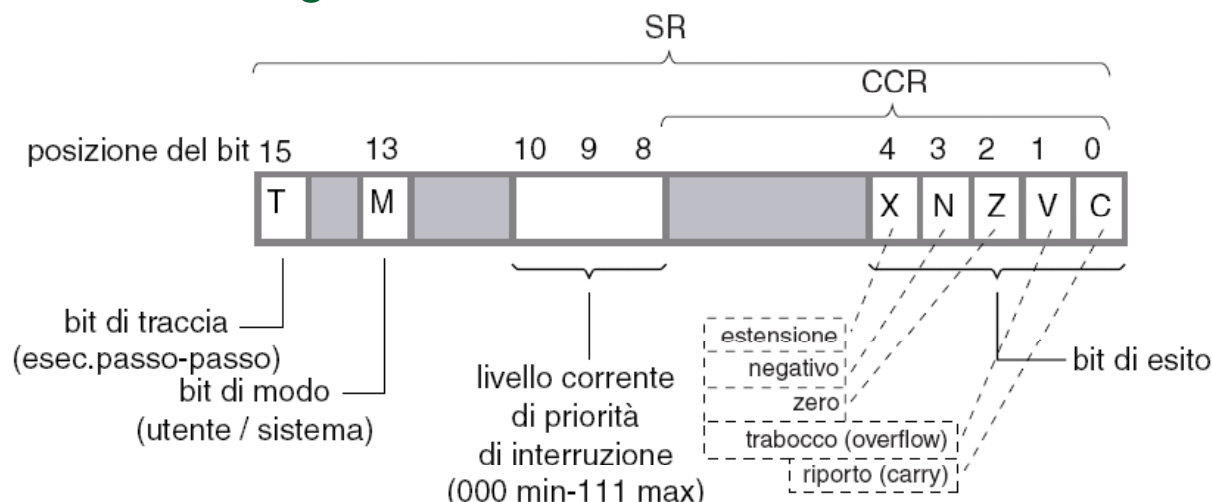 SR
CCR
posizione del bit 15 13 10 9 8 4 3 2 1 0
T M X N Z V C
bit di traccia
(esec.passo-passo)
bit di modo
(utente / sistema)
livello corrente
di priorità
di interruzione
(000 min-111 max)
estensione
negativo
zero
trabocco (overflow)
riporto (carry)
bit di esito